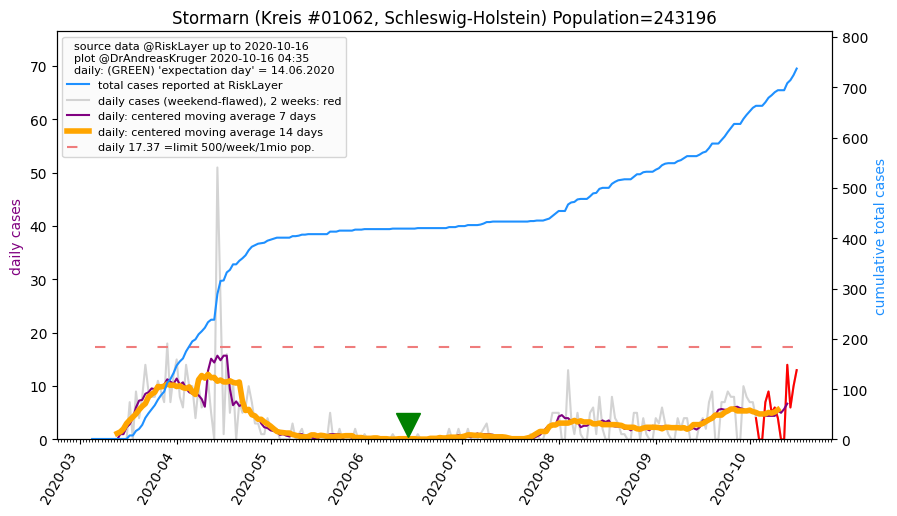 Stormarn (Kreis #01062, Schleswig-Holstein) Population=243196
source data @RiskLayer up to 2020-10-16
plot @DrAndreasKruger 2020-10-16 04:35
daily: (GREEN) 'expectation day' = 14.06.2020
total cases reported at RiskLayer
daily cases (weekend-flawed), 2 weeks: red
daily: centered moving average 7 days
daily: centered moving average 14 days
daily 17.37 =limit 500/week/1mio pop.
daily cases
70
60
50
40
30
20
10
0
cumulative total cases
800
700
600
500
400
300
200
100
0
2020-03
2020-04
2020-05
2020-06
2020-07
2020-08
2020-09
2020-10